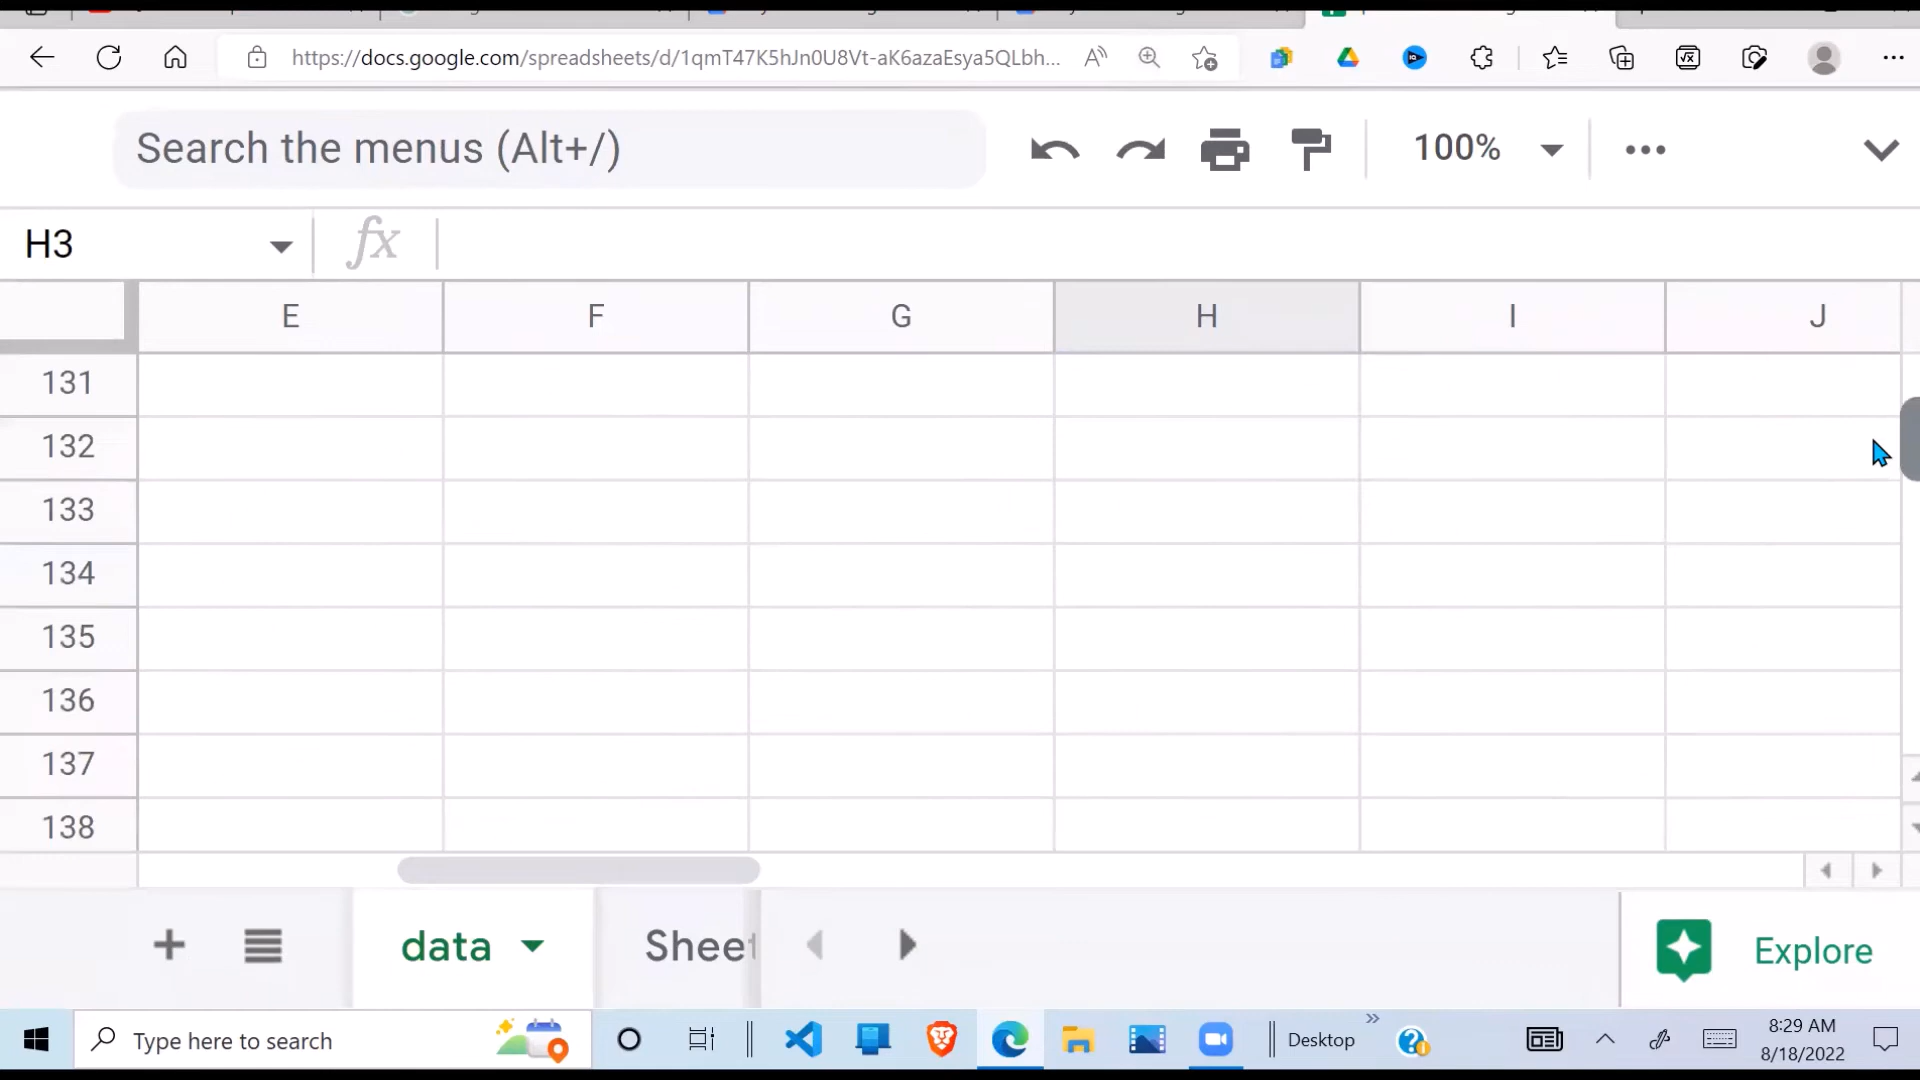 https://docs.google.com/spreadsheets/d/1qmT47K5hJn0U8Vt-aK6azaEsya5QLbh...
Search the menus (Alt+/)
100%
H3
fx
E F G H I J
131
132
133
134
135
136
137
138
data
Sheet
Explore
Type here to search
Desktop
8:29 AM
8/18/2022